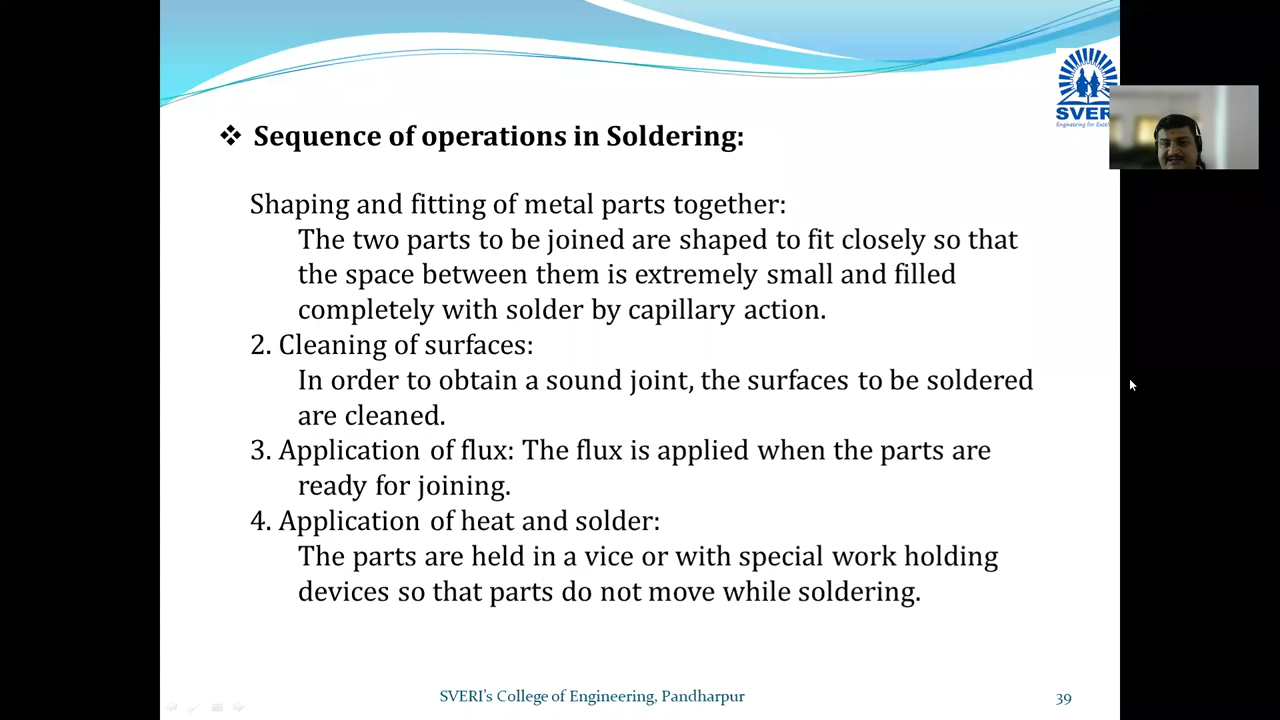 SVERI
Engineering for Excel
❖ Sequence of operations in Soldering:
Shaping and fitting of metal parts together:
The two parts to be joined are shaped to fit closely so that
the space between them is extremely small and filled
completely with solder by capillary action.
2. Cleaning of surfaces:
In order to obtain a sound joint, the surfaces to be soldered
are cleaned.
3. Application of flux: The flux is applied when the parts are
ready for joining.
4. Application of heat and solder:
The parts are held in a vice or with special work holding
devices so that parts do not move while soldering.
SVERI's College of Engineering, Pandharpur
39